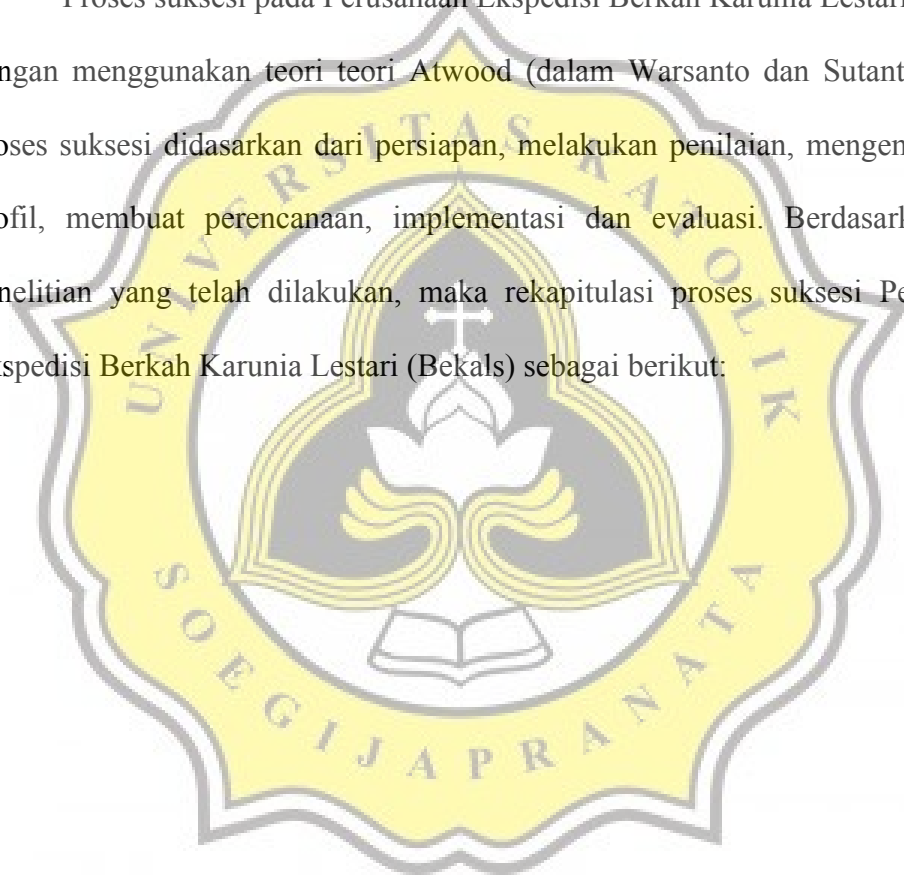 Proses suksesi pada Perusahaan Ekspedisi Berkah Karunia Lestari
ngan menggunakan teori teori Atwood (dalam Warsanto dan Sutant
oses suksesi didasarkan dari persiapan, melakukan penilaian, mengem
ofil, membuat perencanaan, implementasi dan evaluasi. Berdasark
nelitian yang telah dilakukan, maka rekapitulasi proses suksesi Pe
kspedisi Berkah Karunia Lestari (Bekals) sebagai berikut:
UNIVERSITAS KATOLIK
SOEGIJAPRANATA